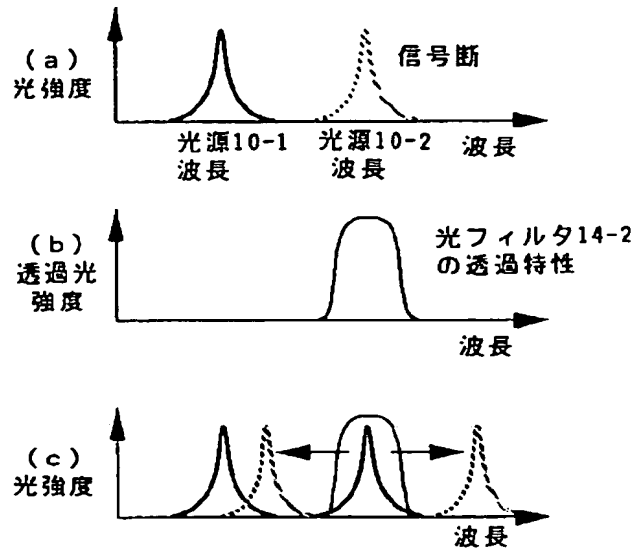 (a)
光強度
信号断
光源10-1
波長
光源10-2
波長
波長
(b)
透過光
強度
光フィルタ14-2
の透過特性
波長
(c)
光強度
波長